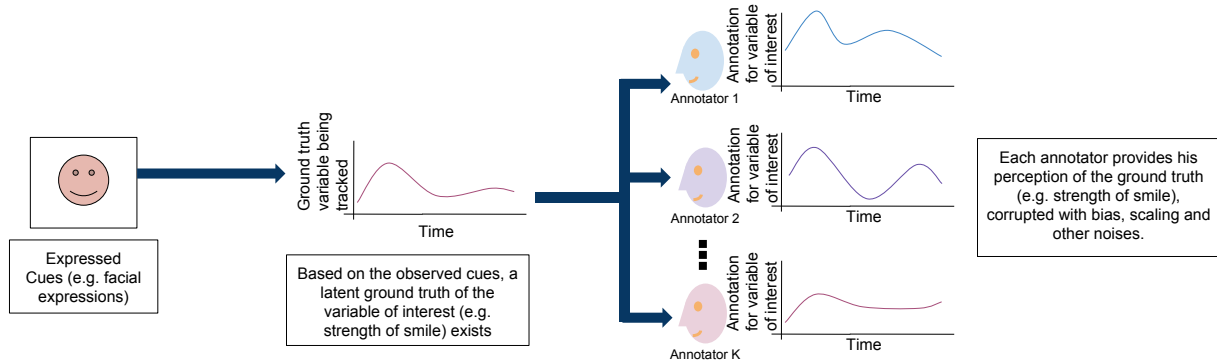 Expressed
Cues (e.g. facial
expressions)
Ground truth
variable being
tracked
Time
Based on the observed cues, a
latent ground truth of the
variable of interest (e.g.
strength of smile) exists
Annotator 1
Annotation
for variable
of interest
Time
Annotator 2
Annotation
for variable
of interest
Time
Annotator K
Annotation
for variable
of interest
Time
Each annotator provides his
perception of the ground truth
(e.g. strength of smile),
corrupted with bias, scaling and
other noises.